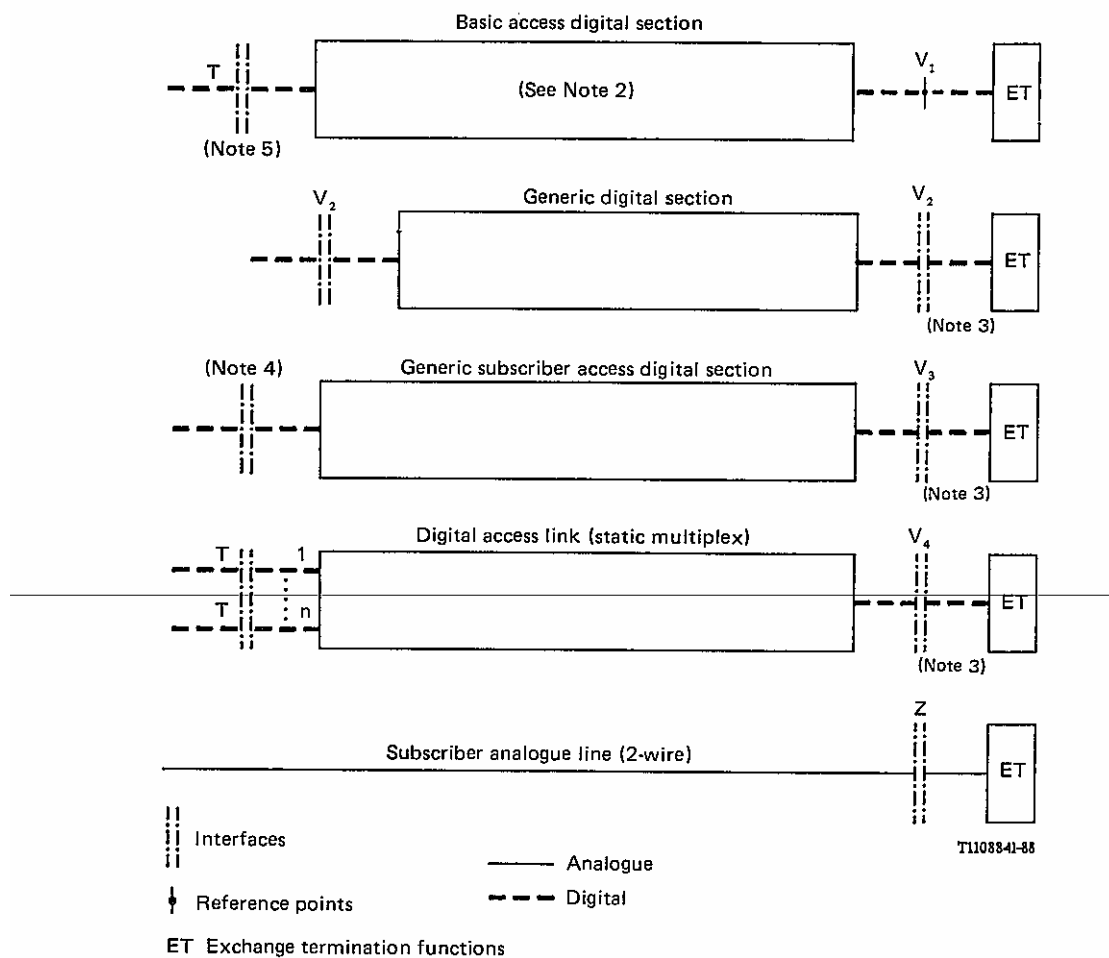 Basic access digital section
T
(See Note 2)
V1
ET
(Note 5)
V2
Generic digital section
V2
ET
(Note 3)
(Note 4)
Generic subscriber access digital section
V3
ET
(Note 3)
Digital access link (static multiplex)
V4
T 1
T n
ET
(Note 3)
Z
Subscriber analogue line (2-wire)
ET
Interfaces
T1108841-88
Analogue
Reference points
Digital
ET Exchange termination functions